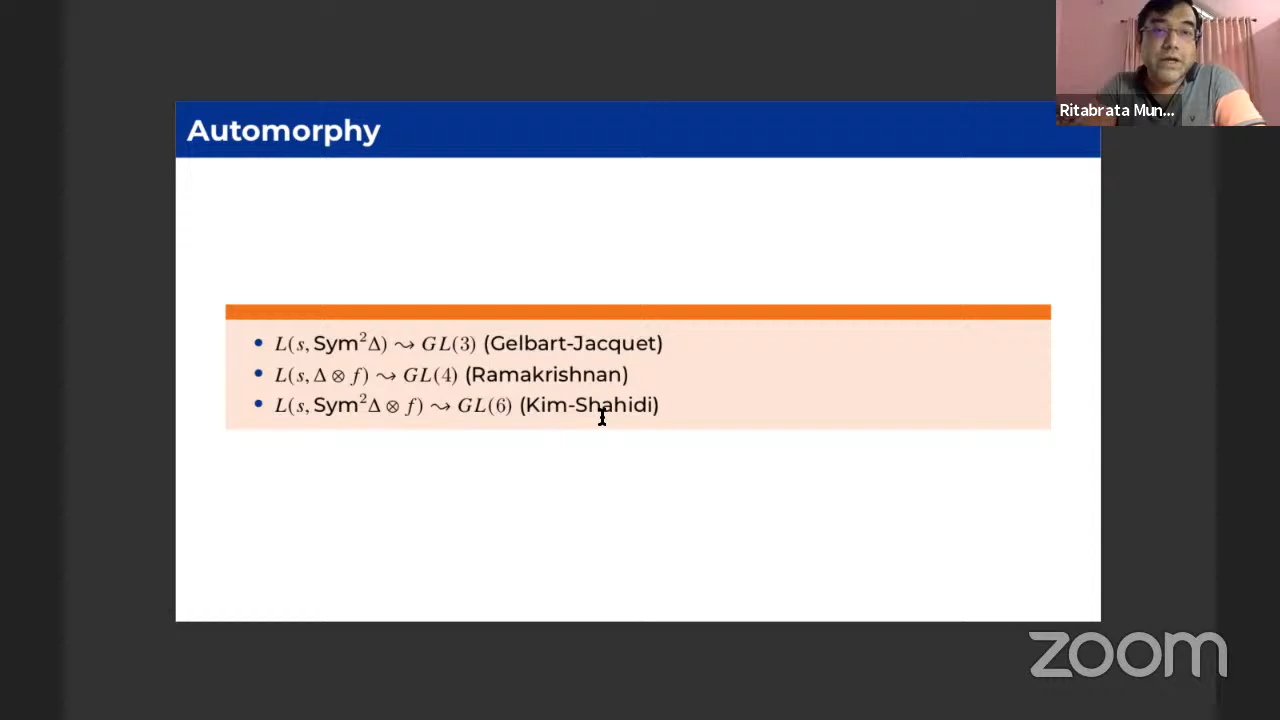 Ritabrata Mun...
Automorphy
• L(s, Sym²Δ) ⤳ GL(3) (Gelbart-Jacquet)
• L(s, Δ ⊗ f) ⤳ GL(4) (Ramakrishnan)
• L(s, Sym²Δ ⊗ f) ⤳ GL(6) (Kim-Shahidi)
zoom